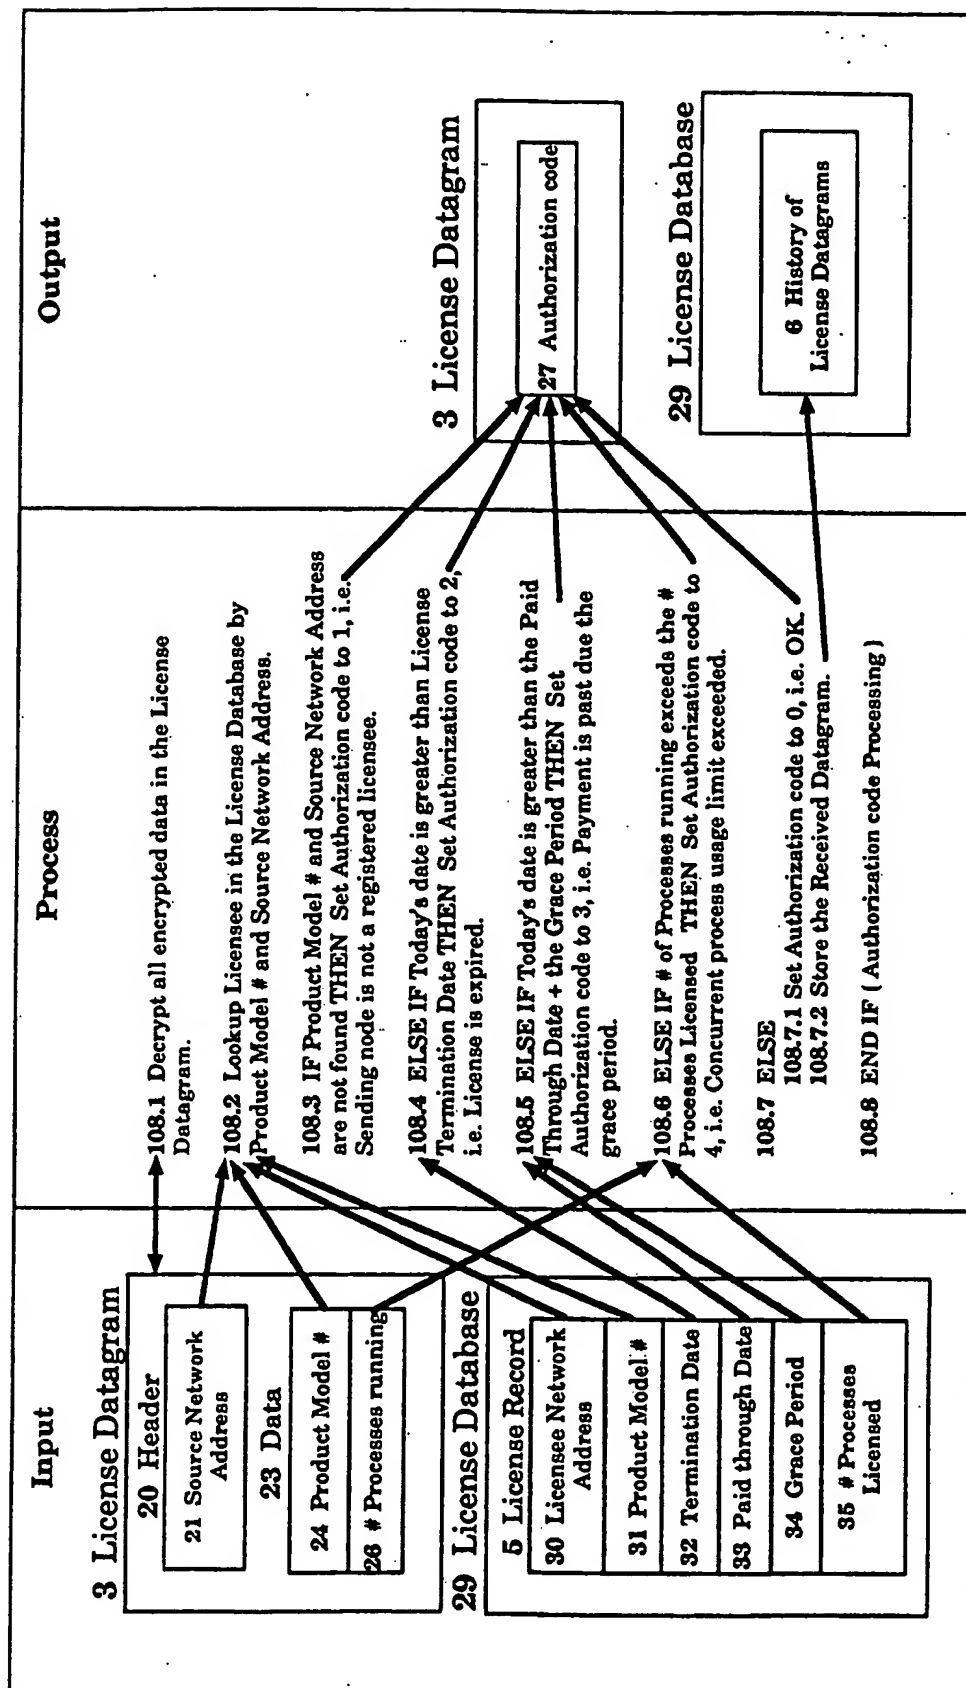 Input
3 License Datagram
20 Header
21 Source Network
Address
23 Data
24 Product Model #
26 # Processes running
29 License Database
5 License Record
30 Licensee Network
Address
31 Product Model #
32 Termination Date
33 Paid through Date
34 Grace Period
35 # Processes
Licensed
Process
108.1 Decrypt all encrypted data in the License
Datagram.
108.2 Lookup Licensee in the License Database by
Product Model # and Source Network Address.
108.3 IF Product Model # and Source Network Address
are not found THEN Set Authorization code to 1, i.e.
Sending node is not a registered licensee.
108.4 ELSE IF Today's date is greater than License
Termination Date THEN Set Authorization code to 2,
i.e. License is expired.
108.5 ELSE IF Today's date is greater than the Paid
Through Date + the Grace Period THEN Set
Authorization code to 3, i.e. Payment is past due the
grace period.
108.6 ELSE IF # of Processes running exceeds the #
Processes Licensed THEN Set Authorization code to
4, i.e. Concurrent process usage limit exceeded.
108.7 ELSE
108.7.1 Set Authorization code to 0, i.e. OK.
108.7.2 Store the Received Datagram.
108.8 END IF ( Authorization code Processing )
Output
3 License Datagram
27 Authorization code
29 License Database
6 History of
License Datagrams